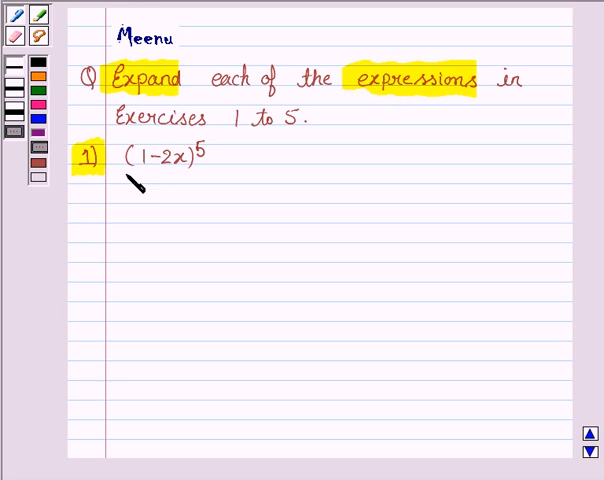 Meenu
Q Expand each of the expressions in
Exercises 1 to 5.
1) (1-2x)⁵